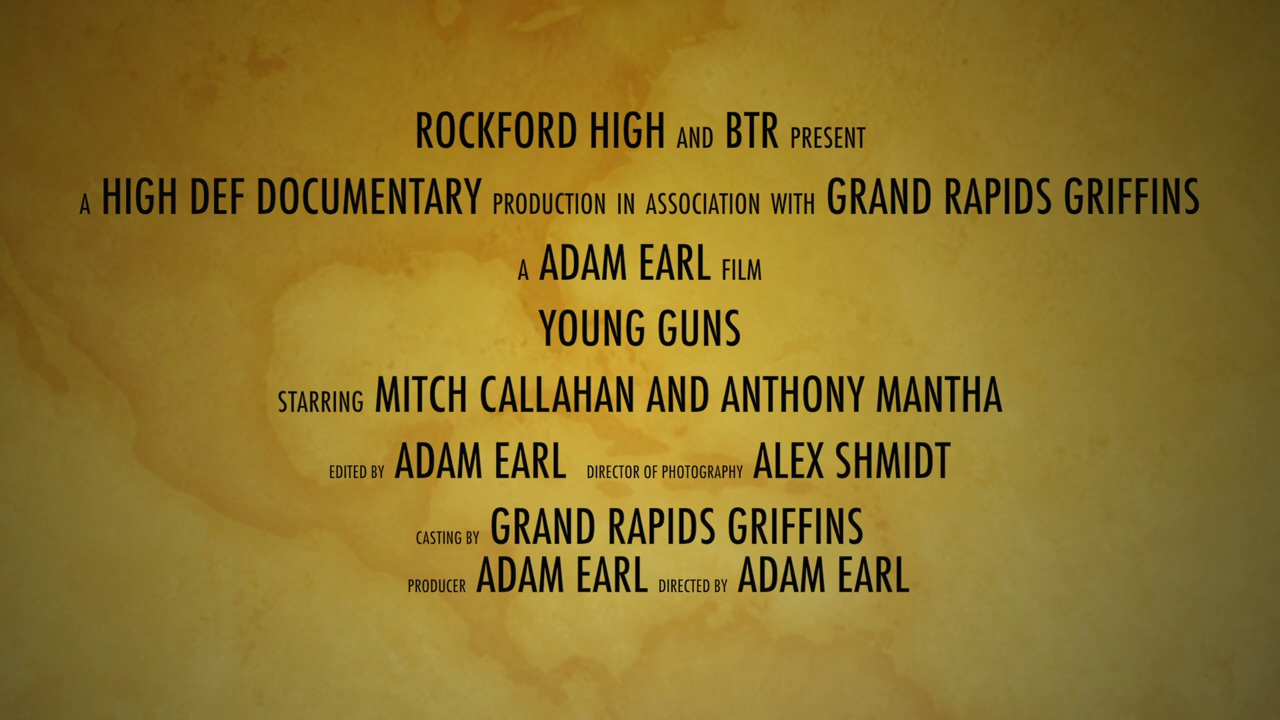 ROCKFORD HIGH AND BTR PRESENT
A HIGH DEF DOCUMENTARY PRODUCTION IN ASSOCIATION WITH GRAND RAPIDS GRIFFINS
A ADAM EARL FILM
YOUNG GUNS
STARRING MITCH CALLAHAN AND ANTHONY MANTHA
EDITED BY ADAM EARL DIRECTOR OF PHOTOGRAPHY ALEX SHMIDT
CASTING BY GRAND RAPIDS GRIFFINS
PRODUCER ADAM EARL DIRECTED BY ADAM EARL